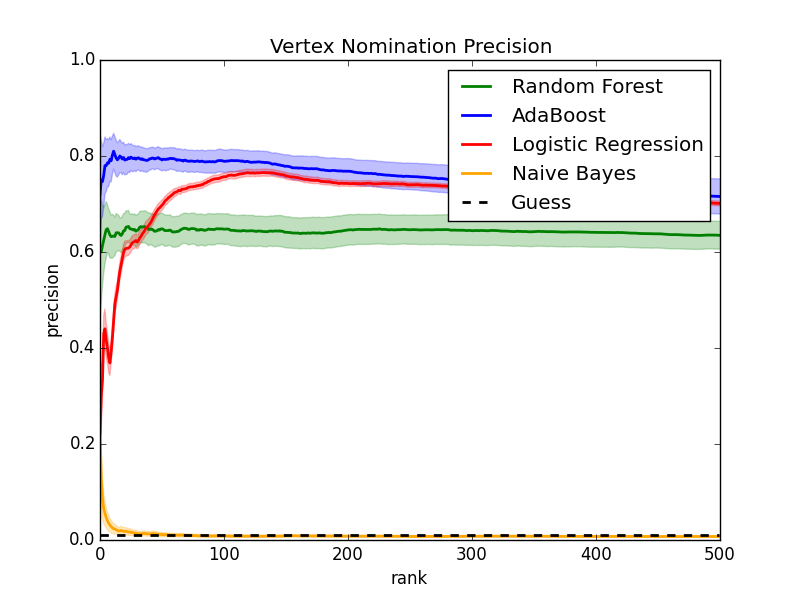 Vertex Nomination Precision
1.0
0.8
0.6
0.4
0.2
0.0
precision
Random Forest
AdaBoost
Logistic Regression
Naive Bayes
Guess
0 100 200 300 400 500
rank